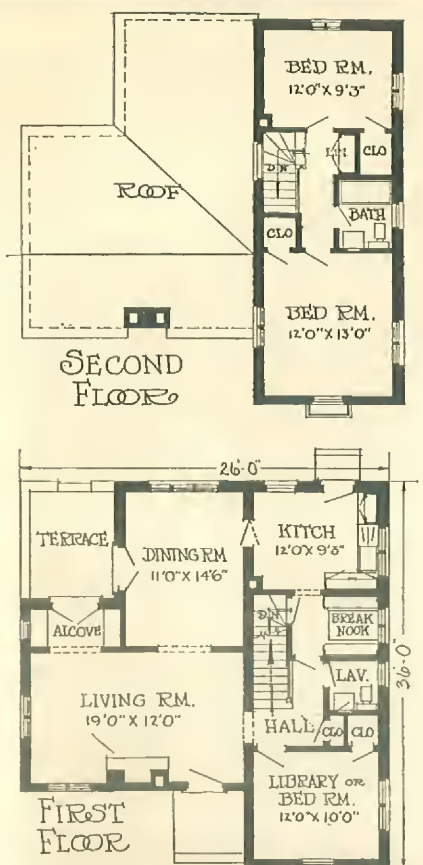 BED RM.
12'0" X 9'3"
DN
LIN
CLO
ROOF
BATH
CLO
BED RM.
12'0" X 13'0"
SECOND
FLOOR
26'-0"
TERRACE
DINING RM
11'0" X 14'6"
KITCH
12'0" X 9'3"
ALCOVE
DN
BREAK
NOOK
36'-0"
LAV.
LIVING RM.
19'0" X 12'0"
HALL
CLO
CLO
LIBRARY OR
BED RM.
12'0" X 10'0"
FIRST
FLOOR